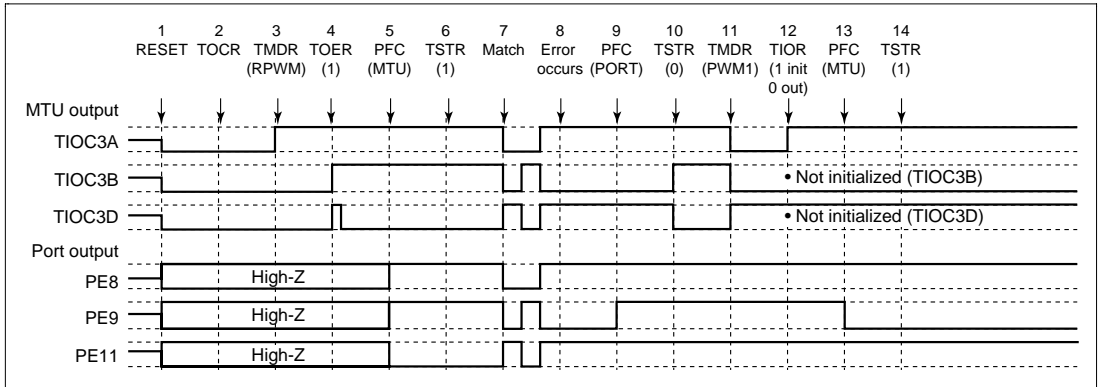 1 2 3 4 5 6 7 8 9 10 11 12 13 14
RESET TOCR TMDR TOER PFC TSTR Match Error PFC TSTR TMDR TIOR PFC TSTR
(RPWM) (1) (MTU) (1) occurs (PORT) (0) (PWM1) (1 init (MTU) (1)
0 out)
MTU output
TIOC3A
TIOC3B • Not initialized (TIOC3B)
TIOC3D • Not initialized (TIOC3D)
Port output
PE8 High-Z
PE9 High-Z
PE11 High-Z